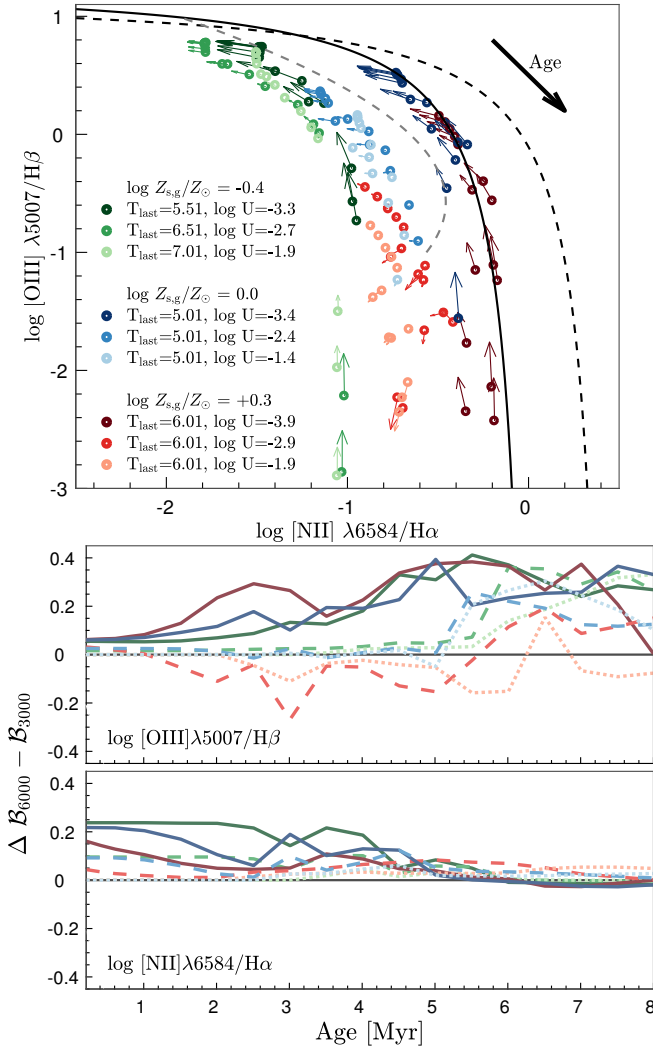 1
0
-1
-2
-3
-2
-1
0
log [OIII] λ5007/Hβ
log [NII] λ6584/Hα
Age
log Z_s,g/Z_⊙ = -0.4
T_last=5.51, log U=-3.3
T_last=6.51, log U=-2.7
T_last=7.01, log U=-1.9
log Z_s,g/Z_⊙ = 0.0
T_last=5.01, log U=-3.4
T_last=5.01, log U=-2.4
T_last=5.01, log U=-1.4
log Z_s,g/Z_⊙ = +0.3
T_last=6.01, log U=-3.9
T_last=6.01, log U=-2.9
T_last=6.01, log U=-1.9
0.4
0.2
0
-0.2
-0.4
log [OIII]λ5007/Hβ
0.4
0.2
0
-0.2
-0.4
log [NII]λ6584/Hα
Δ ℬ_6000 − ℬ_3000
1 2 3 4 5 6 7 8
Age [Myr]